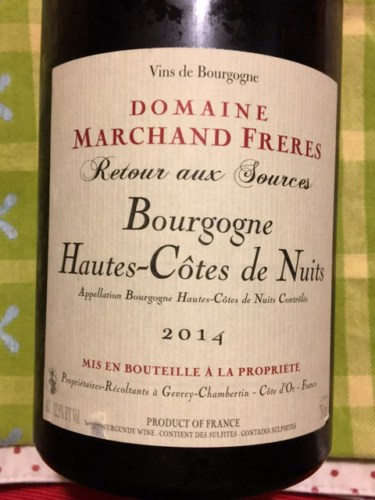 Vins de Bourgogne
DOMAINE
MARCHAND FRERES
Retour aux Sources
Bourgogne
Hautes-Côtes de Nuits
Appellation Bourgogne Hautes-Côtes de Nuits Contrôlée
2014
MIS EN BOUTEILLE À LA PROPRIÉTÉ
Propriétaires-Récoltants à Gevrey-Chambertin - Côte d'Or - France
PRODUCT OF FRANCE
BURGUNDY WINE - CONTIENT DES SULFITES - CONTAINS SULPHITES